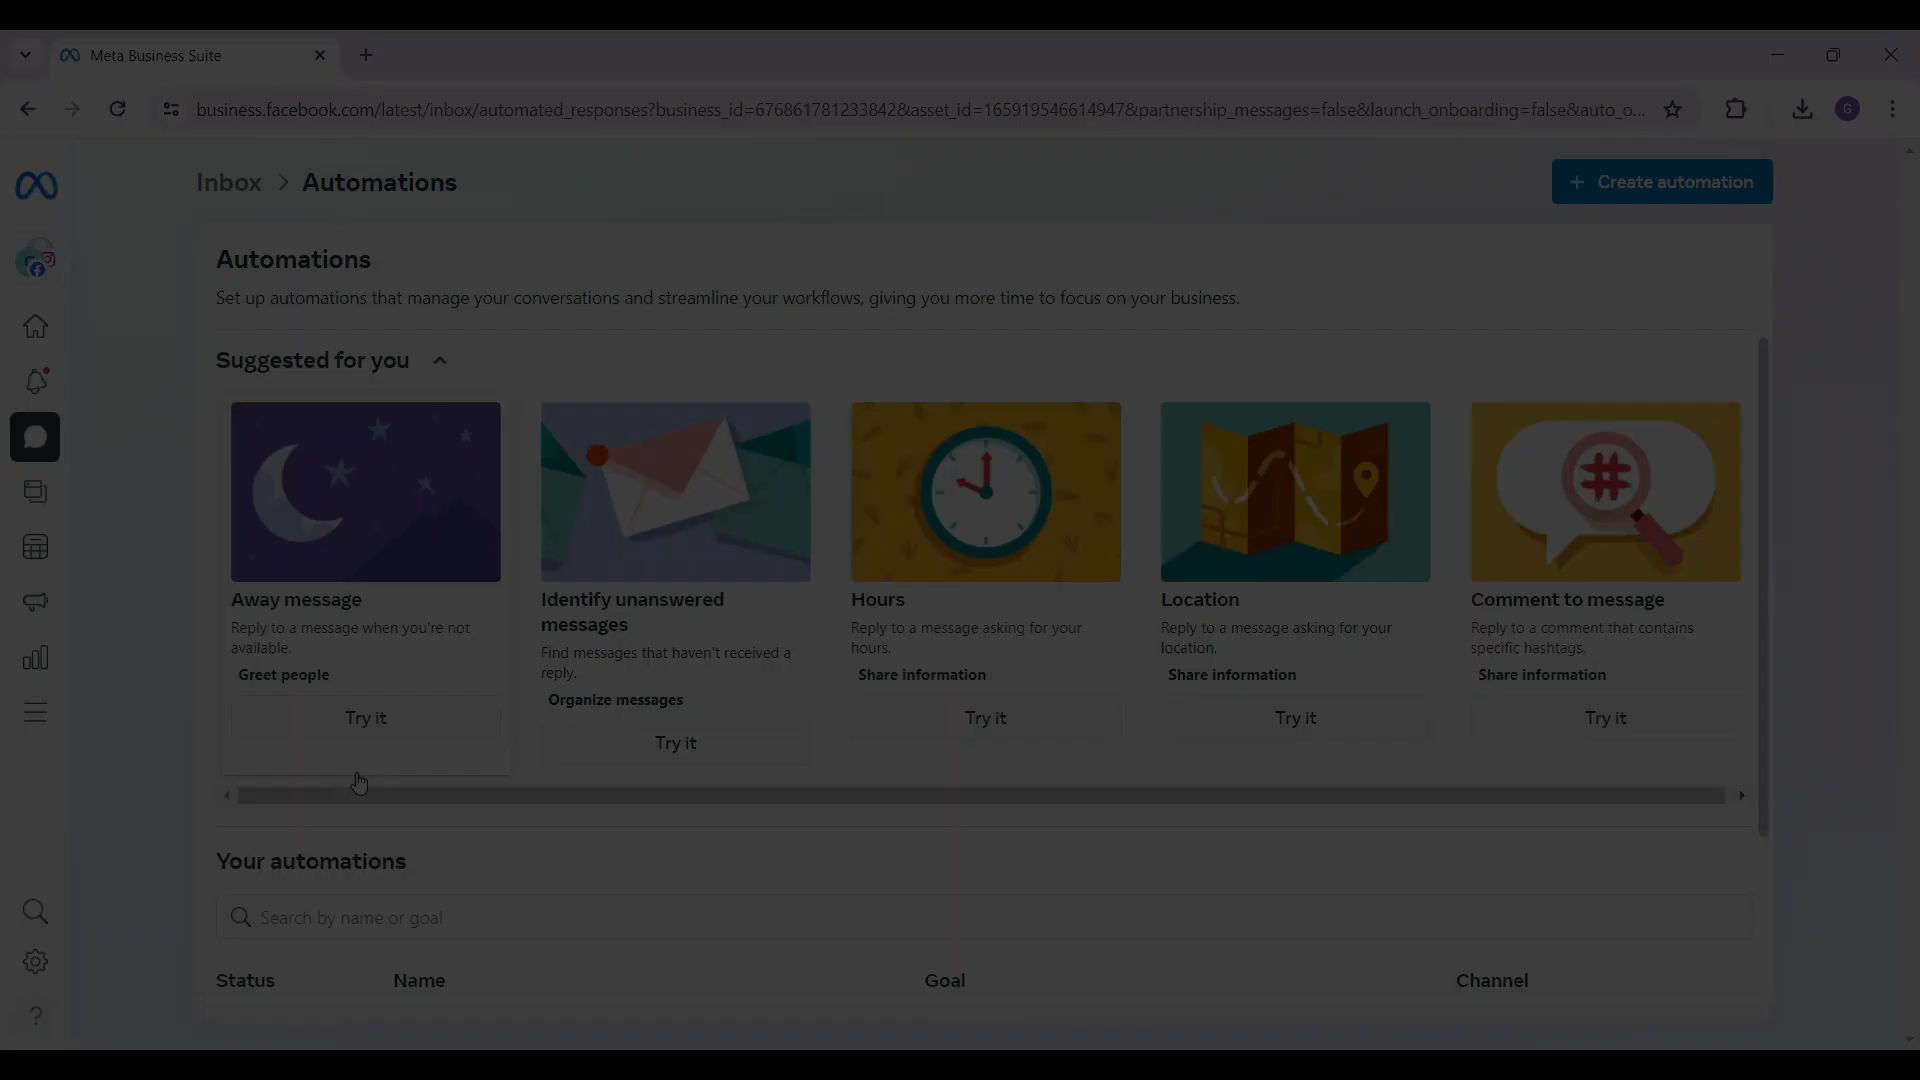 Meta Business Suite
business.facebook.com/latest/inbox/automated_responses?business_id=676861781233842&asset_id=165919546614947&partnership_messages=false&launch_onboarding=false&auto_o...
G
Inbox > Automations
+ Create automation
Automations
Set up automations that manage your conversations and streamline your workflows, giving you more time to focus on your business.
Suggested for you
#
Away message
Reply to a message when you're not
available.
Greet people
Try it
Identify unanswered
messages
Find messages that haven't received a
reply.
Organize messages
Try it
Hours
Reply to a message asking for your
hours.
Share information
Try it
Location
Reply to a message asking for your
location.
Share information
Try it
Comment to message
Reply to a comment that contains
specific hashtags.
Share information
Try it
Your automations
Search by name or goal
Status Name Goal Channel